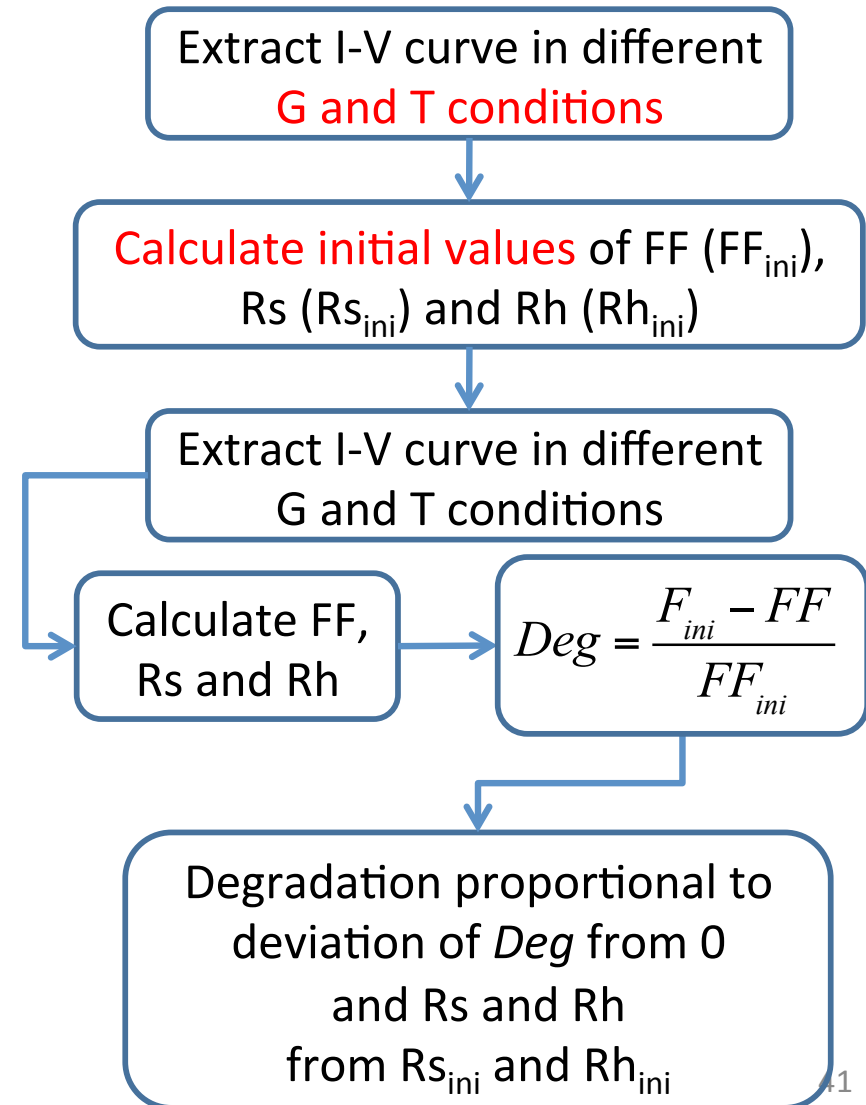 Extract I-V curve in different
G and T conditions
Calculate initial values of FF (FFini),
Rs (Rsini) and Rh (Rhini)
Extract I-V curve in different
G and T conditions
Calculate FF,
Rs and Rh
Deg = (Fini − FF) / FFini
Degradation proportional to
deviation of Deg from 0
and Rs and Rh
from Rsini and Rhini
41